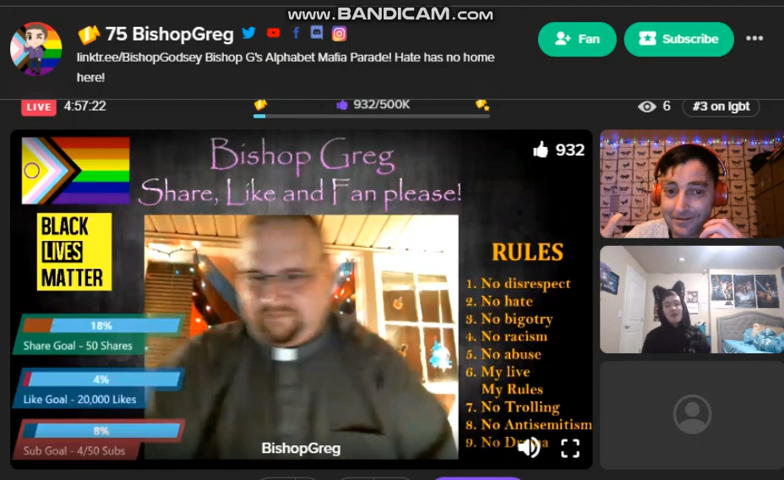 www.BANDICAM.com
75 BishopGreg
linktr.ee/BishopGodsey Bishop G's Alphabet Mafia Parade! Hate has no home
here!
Fan
Subscribe
LIVE 4:57:22
932/500K
6
#3 on lgbt
Bishop Greg
Share, Like and Fan please!
932
BLACK
LIVES
MATTER
18%
Share Goal - 50 Shares
4%
Like Goal - 20,000 Likes
8%
Sub Goal - 4/50 Subs
BishopGreg
RULES
1. No disrespect
2. No hate
3. No bigotry
4. No racism
5. No abuse
6. My live
My Rules
7. No Trolling
8. No Antisemitism
9. No